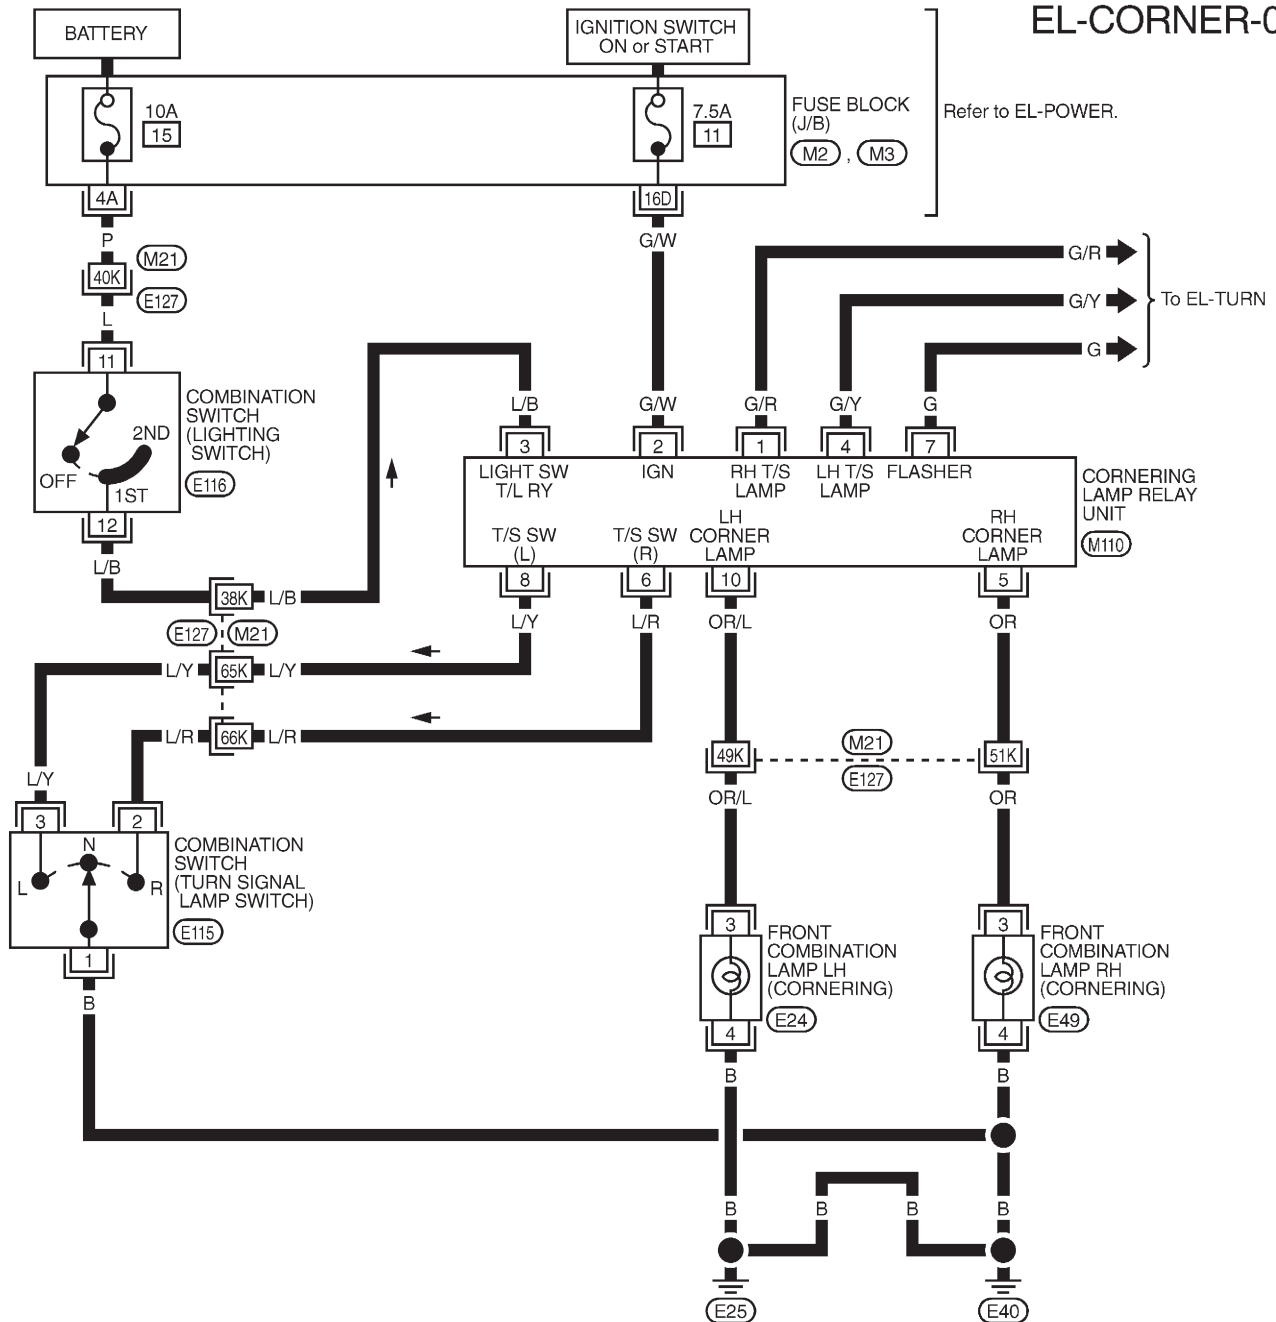 EL-CORNER-0
BATTERY
IGNITION SWITCH
ON or START
10A
15
7.5A
11
FUSE BLOCK
(J/B)
M2 , M3
Refer to EL-POWER.
4A
16D
P
G/W
M21
40K
E127
L
G/R
G/Y
To EL-TURN
G
11
COMBINATION
SWITCH
(LIGHTING
SWITCH)
E116
2ND
OFF
1ST
12
L/B
L/B
G/W
G/R
G/Y
G
3
2
1
4
7
LIGHT SW
T/L RY
IGN
RH T/S
LAMP
LH T/S
LAMP
FLASHER
CORNERING
LAMP RELAY
UNIT
M110
T/S SW
(L)
T/S SW
(R)
LH
CORNER
LAMP
RH
CORNER
LAMP
8
6
10
5
38K
L/B
L/Y
L/R
OR/L
OR
E127
M21
L/Y
65K
L/Y
L/R
66K
L/R
49K
M21
E127
51K
L/Y
OR/L
OR
3
2
N
L
R
COMBINATION
SWITCH
(TURN SIGNAL
LAMP SWITCH)
E115
1
B
3
FRONT
COMBINATION
LAMP LH
(CORNERING)
E24
4
3
FRONT
COMBINATION
LAMP RH
(CORNERING)
E49
4
B
B
B
B
B
B
E25
E40